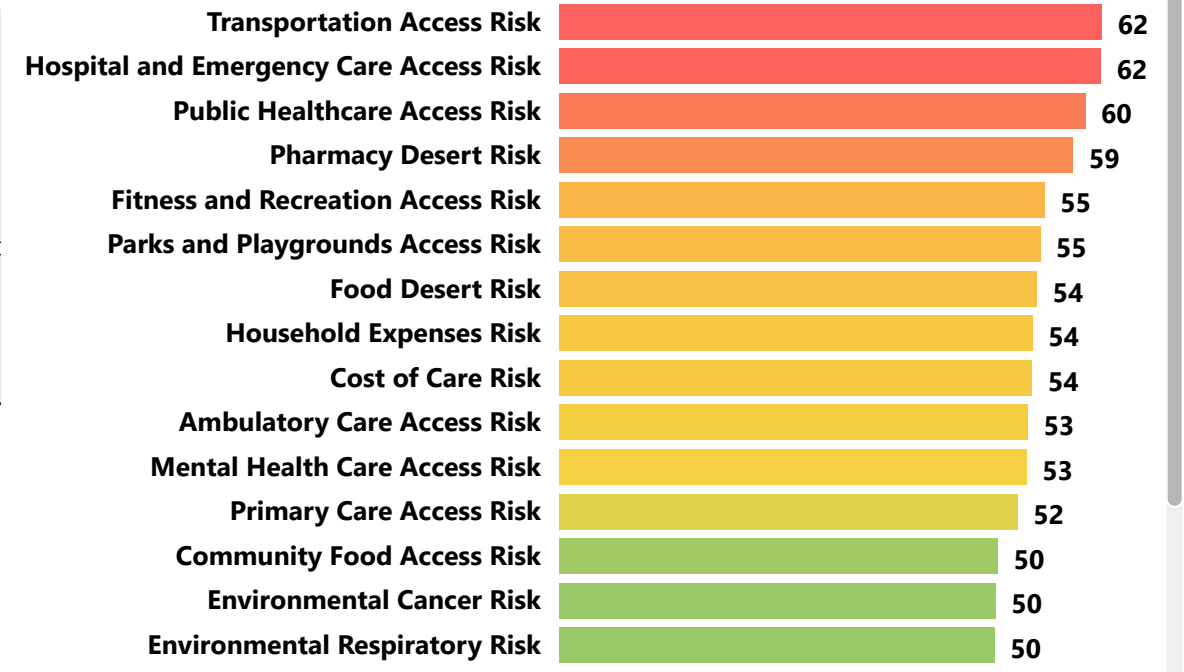 Transportation Access Risk 62
Hospital and Emergency Care Access Risk 62
Public Healthcare Access Risk 60
Pharmacy Desert Risk 59
Fitness and Recreation Access Risk 55
Parks and Playgrounds Access Risk 55
Food Desert Risk 54
Household Expenses Risk 54
Cost of Care Risk 54
Ambulatory Care Access Risk 53
Mental Health Care Access Risk 53
Primary Care Access Risk 52
Community Food Access Risk 50
Environmental Cancer Risk 50
Environmental Respiratory Risk 50